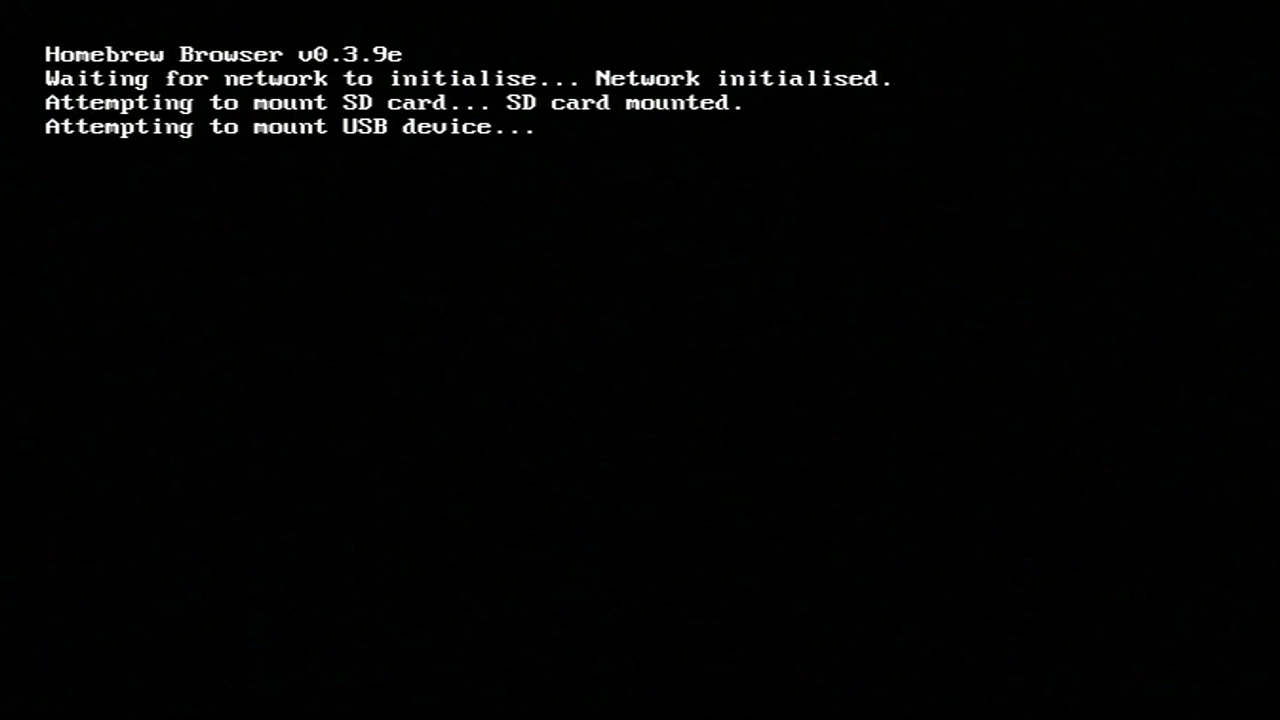 Homebrew Browser v0.3.9e
Waiting for network to initialise... Network initialised.
Attempting to mount SD card... SD card mounted.
Attempting to mount USB device...